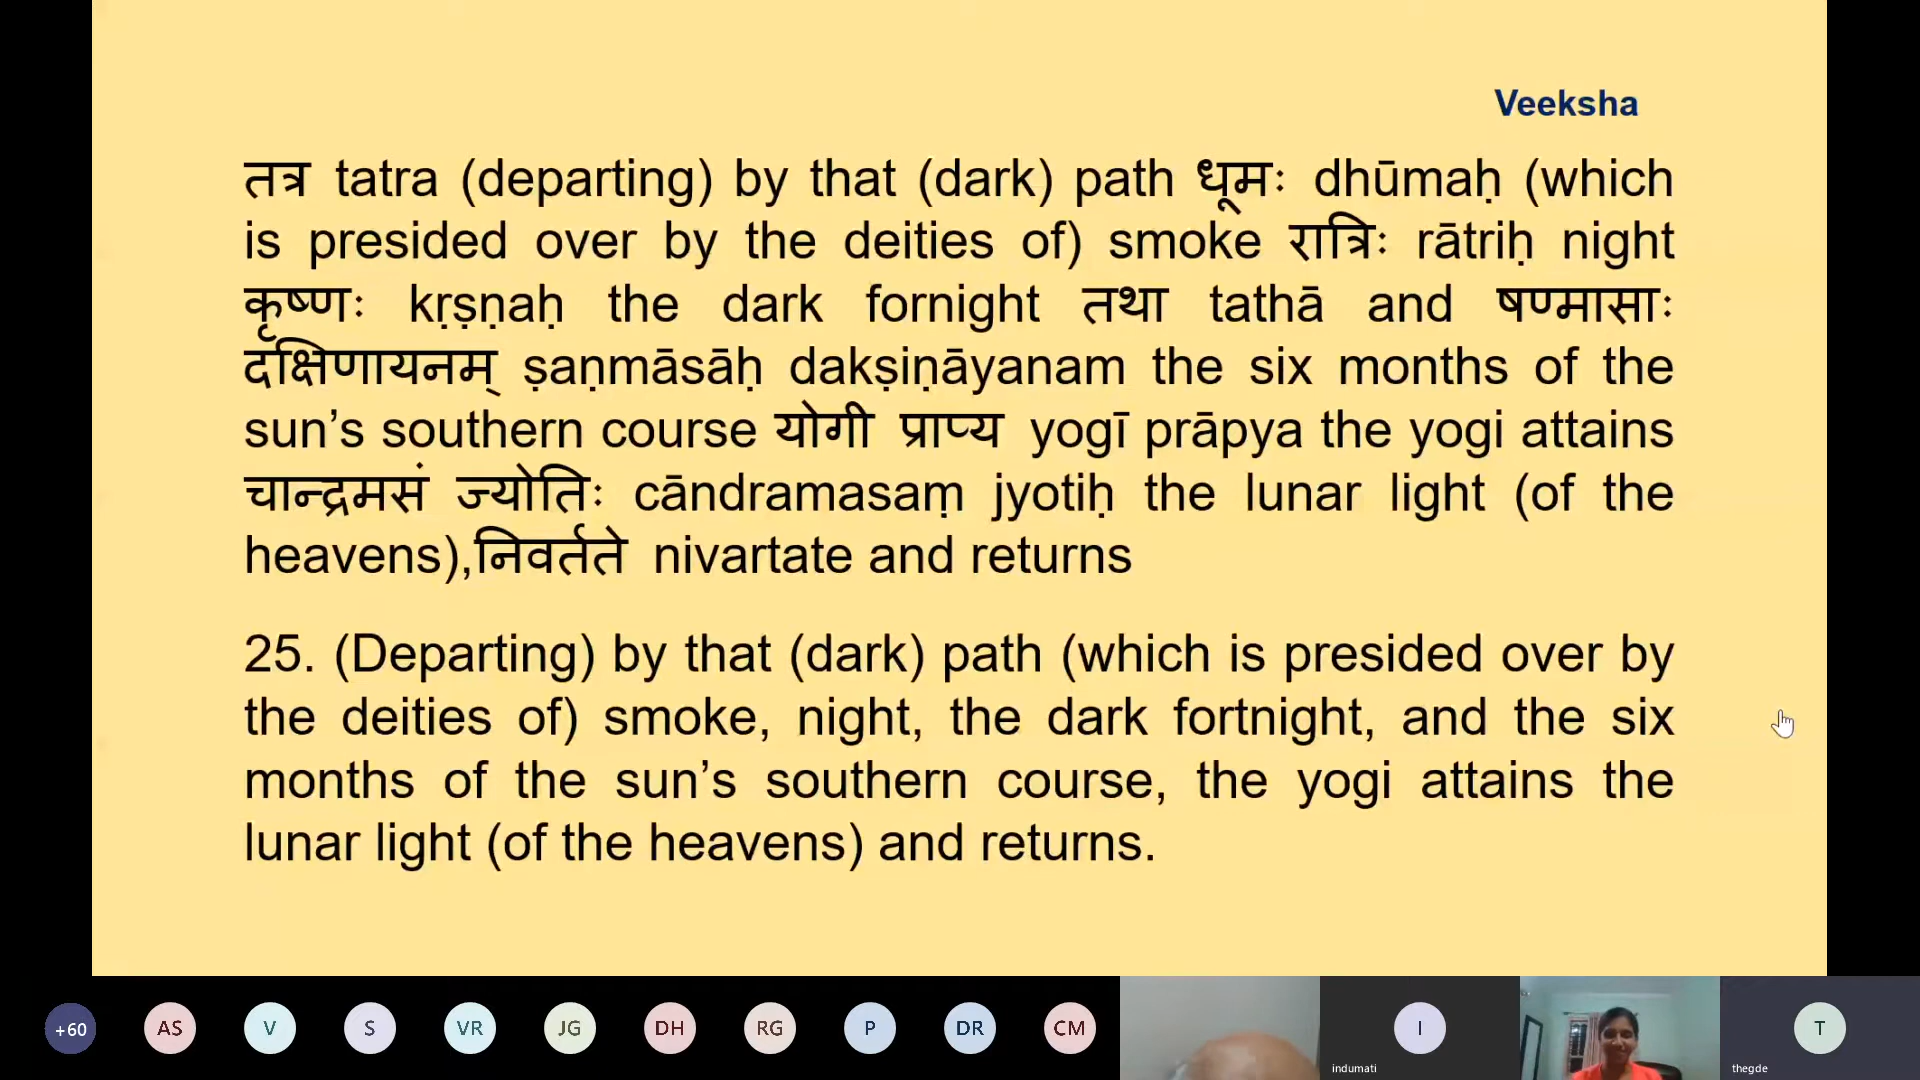 Veeksha
तत्र tatra (departing) by that (dark) path धूमः dhūmaḥ (which
is presided over by the deities of) smoke रात्रिः rātriḥ night
कृष्णः kṛṣṇaḥ the dark fornight तथा tathā and षण्मासाः
दक्षिणायनम् ṣaṇmāsāḥ dakṣiṇāyanam the six months of the
sun’s southern course योगी प्राप्य yogī prāpya the yogi attains
चान्द्रमसं ज्योतिः cāndramasaṃ jyotiḥ the lunar light (of the
heavens),निवर्तते nivartate and returns
25. (Departing) by that (dark) path (which is presided over by
the deities of) smoke, night, the dark fortnight, and the six
months of the sun’s southern course, the yogi attains the
lunar light (of the heavens) and returns.
+60 AS V S VR JG DH RG P DR CM I T
indumati thegde